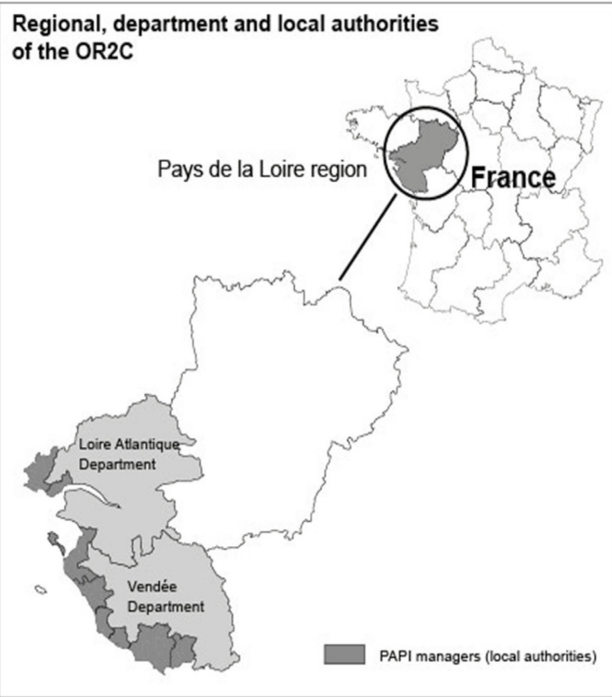 Regional, department and local authorities
of the OR2C
Pays de la Loire region
France
Loire Atlantique
Department
Vendée
Department
PAPI managers (local authorities)